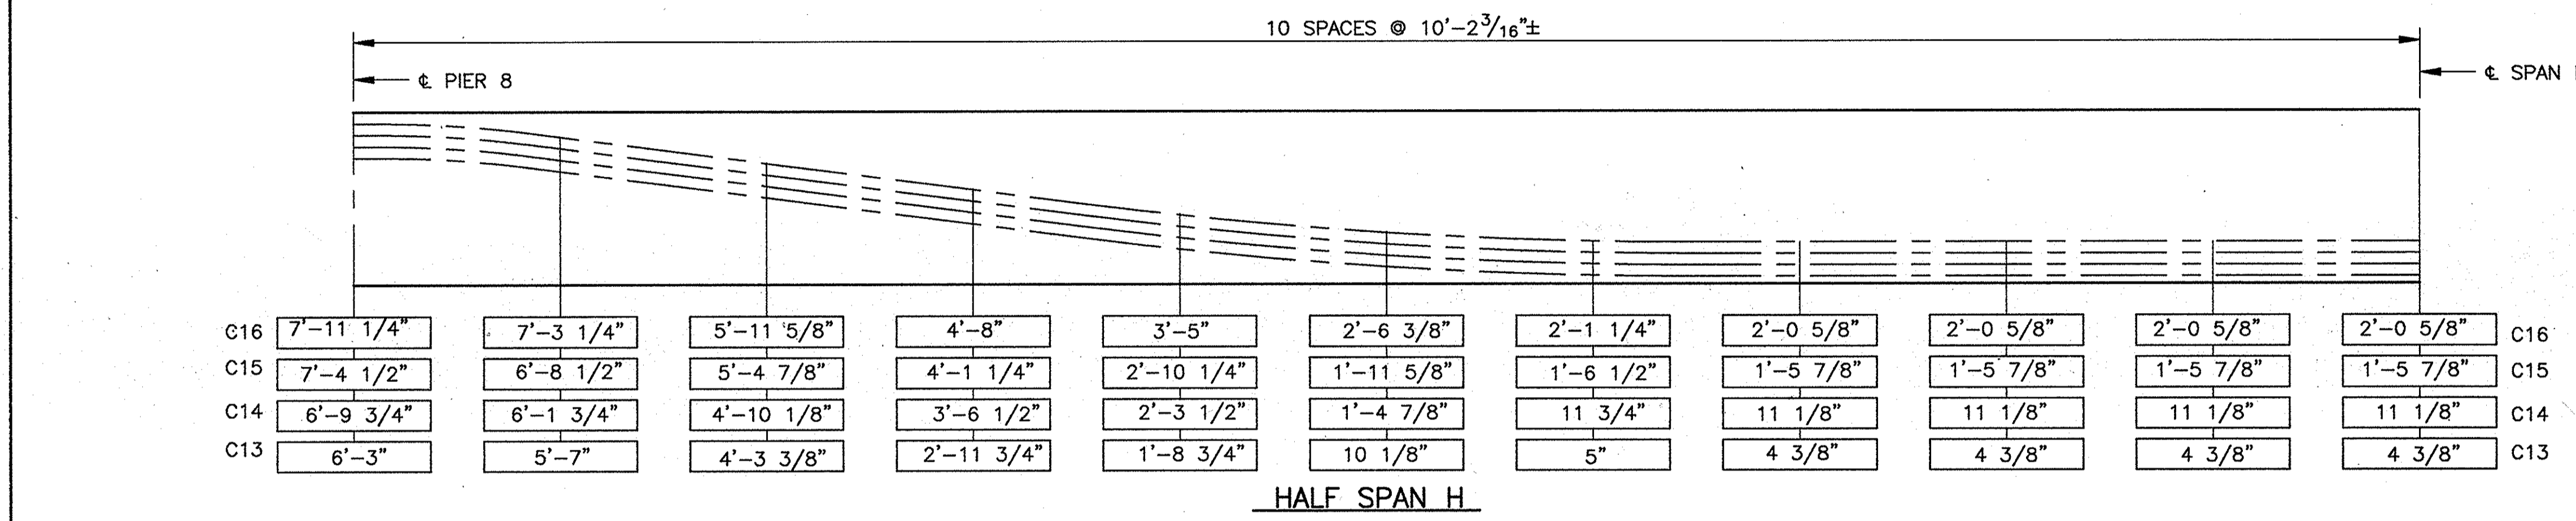 10 SPACES @ 10'-2 3/16"±
℄ PIER 8
℄ SPAN
C16 7'-11 1/4" 7'-3 1/4" 5'-11 5/8" 4'-8" 3'-5" 2'-6 3/8" 2'-1 1/4" 2'-0 5/8" 2'-0 5/8" 2'-0 5/8" 2'-0 5/8" C16
C15 7'-4 1/2" 6'-8 1/2" 5'-4 7/8" 4'-1 1/4" 2'-10 1/4" 1'-11 5/8" 1'-6 1/2" 1'-5 7/8" 1'-5 7/8" 1'-5 7/8" 1'-5 7/8" C15
C14 6'-9 3/4" 6'-1 3/4" 4'-10 1/8" 3'-6 1/2" 2'-3 1/2" 1'-4 7/8" 11 3/4" 11 1/8" 11 1/8" 11 1/8" 11 1/8" C14
C13 6'-3" 5'-7" 4'-3 3/8" 2'-11 3/4" 1'-8 3/4" 10 1/8" 5" 4 3/8" 4 3/8" 4 3/8" 4 3/8" C13
HALF SPAN H